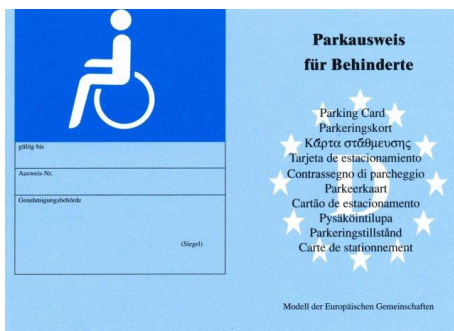 gültig bis
Ausweis-Nr.
Genehmigungsbehörde
(Siegel)
Parkausweis
für Behinderte
Parking Card
Parkeringskort
Κάρτα στάθμευσης
Tarjeta de estacionamiento
Contrassegno di parcheggio
Parkeerkaart
Cartão de estacionamento
Pysäköintilupa
Parkeringstillstånd
Carte de stationnement
D
Modell der Europäischen Gemeinschaften